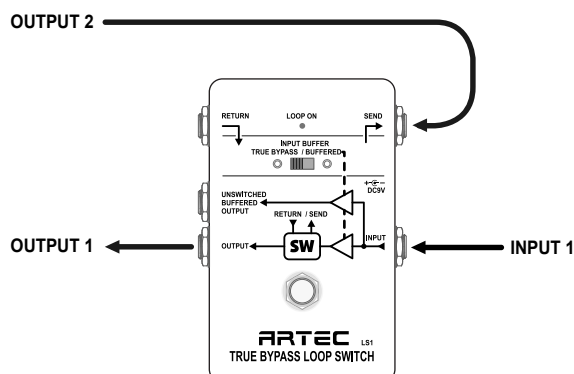 OUTPUT 2
RETURN
LOOP ON
SEND
INPUT BUFFER
TRUE BYPASS / BUFFERED
+ -
DC9V
UNSWITCHED
BUFFERED
OUTPUT
RETURN / SEND
OUTPUT 1
OUTPUT
SW
INPUT
INPUT 1
ARTEC LS1
TRUE BYPASS LOOP SWITCH